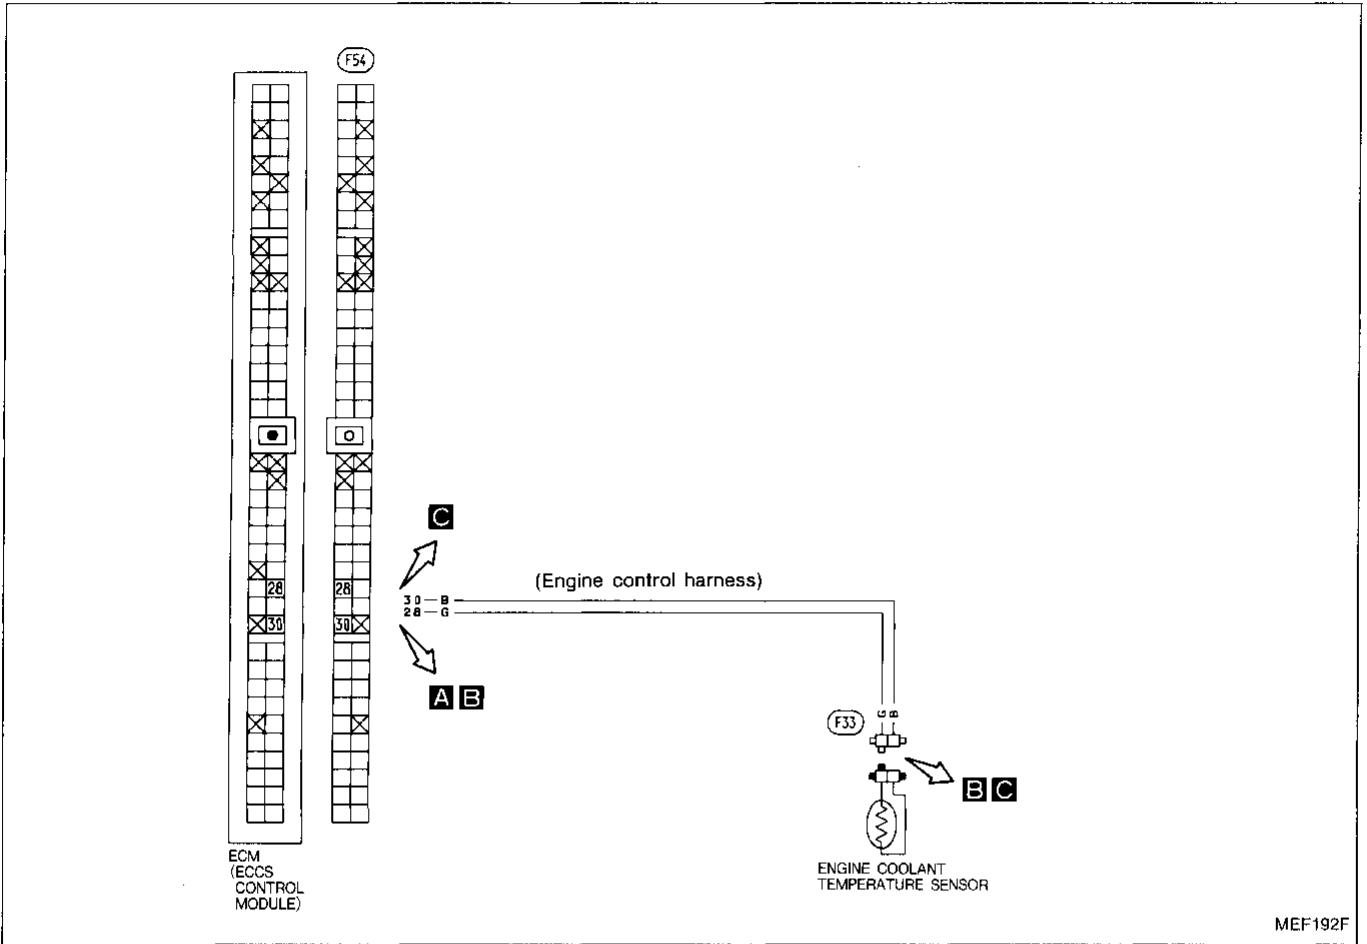 F54
C
(Engine control harness)
28 28
30 — B
28 — G
30 30
A B
G B
F33
B C
ECM
(ECCS
CONTROL
MODULE)
ENGINE COOLANT
TEMPERATURE SENSOR
MEF192F